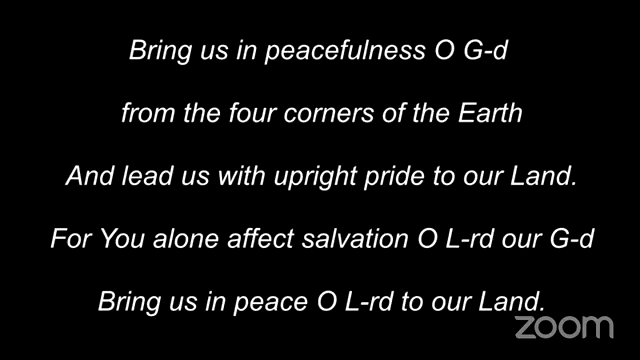 Bring us in peacefulness O G-d
from the four corners of the Earth
And lead us with upright pride to our Land.
For You alone affect salvation O L-rd our G-d
Bring us in peace O L-rd to our Land.
zoom